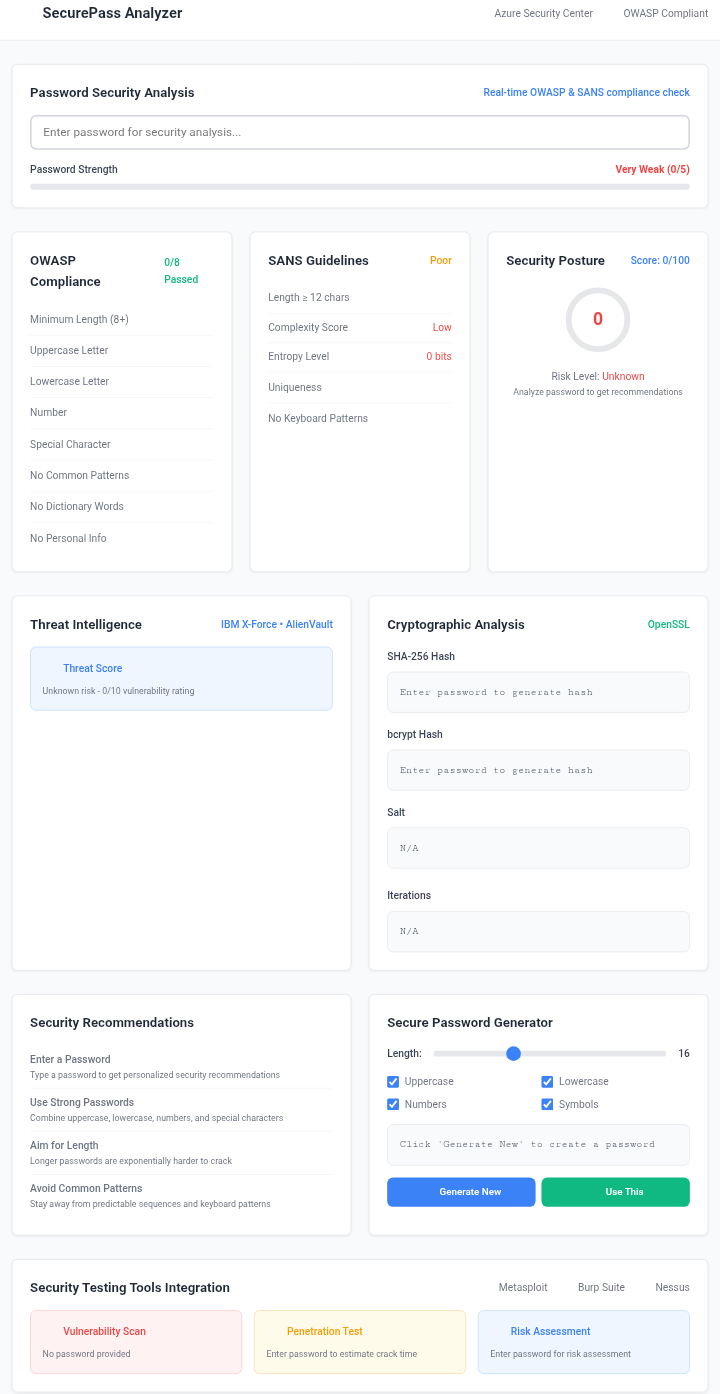 SecurePass Analyzer
Azure Security Center
OWASP Compliant
Password Security Analysis
Real-time OWASP & SANS compliance check
Enter password for security analysis...
Password Strength
Very Weak (0/5)
OWASP
Compliance
0/8
Passed
Minimum Length (8+)
Uppercase Letter
Lowercase Letter
Number
Special Character
No Common Patterns
No Dictionary Words
No Personal Info
SANS Guidelines
Poor
Length ≥ 12 chars
Complexity Score
Low
Entropy Level
0 bits
Uniqueness
No Keyboard Patterns
Security Posture
Score: 0/100
0
Risk Level: Unknown
Analyze password to get recommendations
Threat Intelligence
IBM X-Force • AlienVault
Threat Score
Unknown risk - 0/10 vulnerability rating
Cryptographic Analysis
OpenSSL
SHA-256 Hash
Enter password to generate hash
bcrypt Hash
Enter password to generate hash
Salt
N/A
Iterations
N/A
Security Recommendations
Enter a Password
Type a password to get personalized security recommendations
Use Strong Passwords
Combine uppercase, lowercase, numbers, and special characters
Aim for Length
Longer passwords are exponentially harder to crack
Avoid Common Patterns
Stay away from predictable sequences and keyboard patterns
Secure Password Generator
Length:
16
Uppercase
Lowercase
Numbers
Symbols
Click 'Generate New' to create a password
Generate New
Use This
Security Testing Tools Integration
Metasploit
Burp Suite
Nessus
Vulnerability Scan
No password provided
Penetration Test
Enter password to estimate crack time
Risk Assessment
Enter password for risk assessment